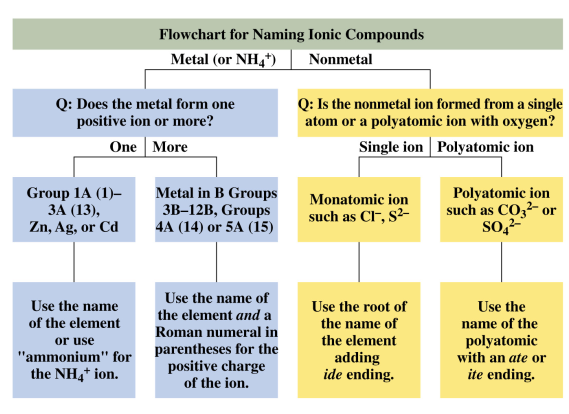 Flowchart for Naming Ionic Compounds
Metal (or NH₄⁺) Nonmetal
Q: Does the metal form one
positive ion or more?
Q: Is the nonmetal ion formed from a single
atom or a polyatomic ion with oxygen?
One More
Single ion Polyatomic ion
Group 1A (1)–
3A (13),
Zn, Ag, or Cd
Metal in B Groups
3B–12B, Groups
4A (14) or 5A (15)
Monatomic ion
such as Cl⁻, S²⁻
Polyatomic ion
such as CO₃²⁻ or
SO₄²⁻
Use the name
of the element
or use
"ammonium" for
the NH₄⁺ ion.
Use the name of
the element and a
Roman numeral in
parentheses for the
positive charge
of the ion.
Use the root of
the name of
the element
adding
ide ending.
Use the
name of the
polyatomic
with an ate or
ite ending.